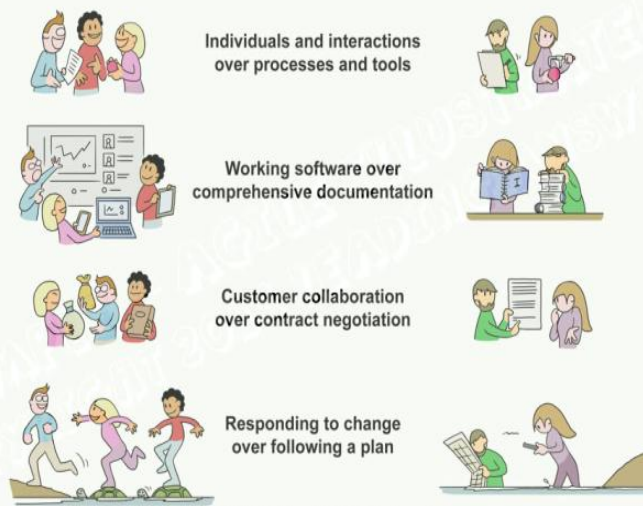 Individuals and interactions
over processes and tools
Working software over
comprehensive documentation
Customer collaboration
over contract negotiation
Responding to change
over following a plan